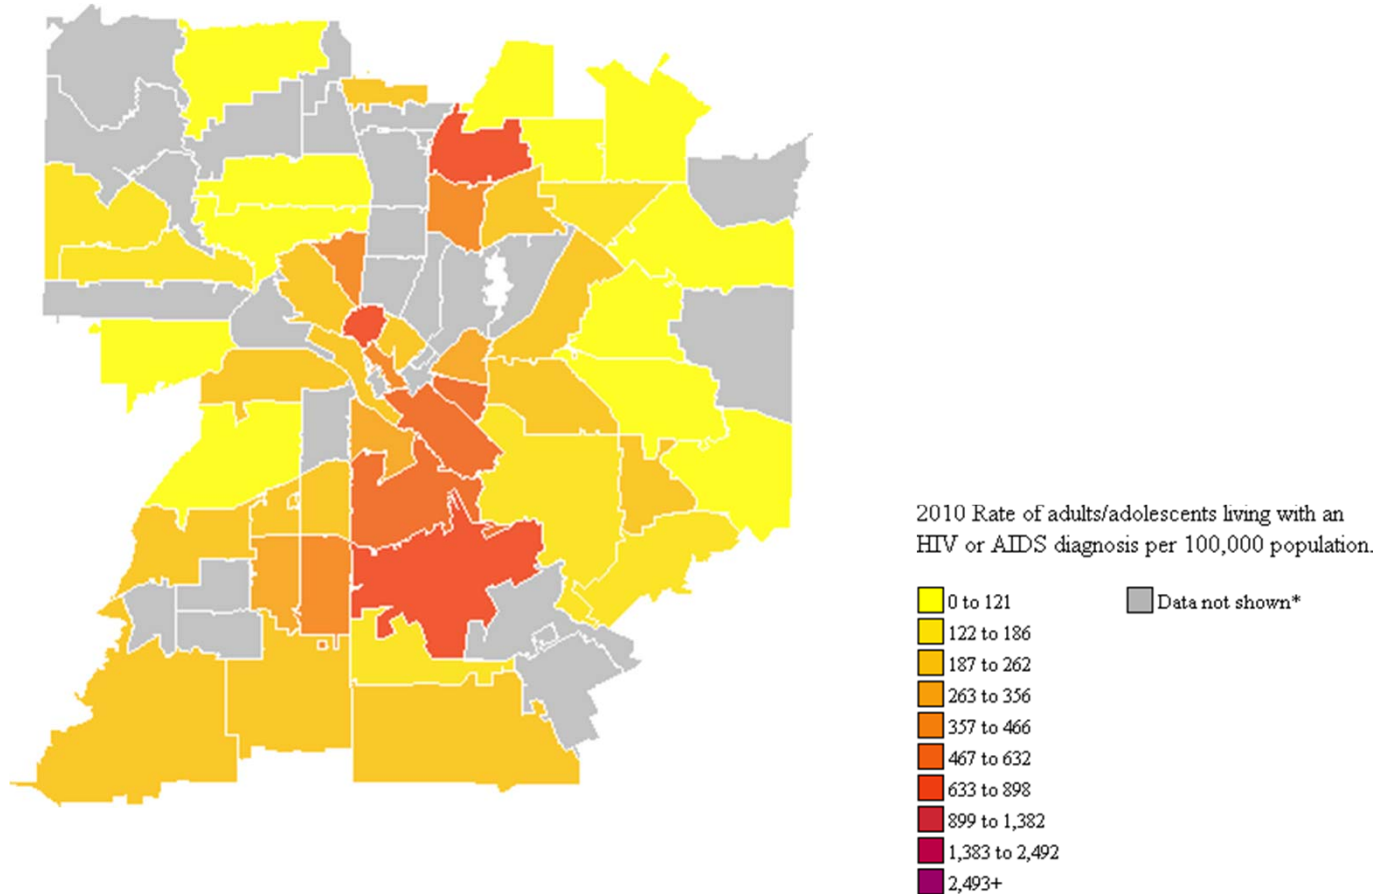 2010 Rate of adults/adolescents living with an
HIV or AIDS diagnosis per 100,000 population.
0 to 121
Data not shown*
122 to 186
187 to 262
263 to 356
357 to 466
467 to 632
633 to 898
899 to 1,382
1,383 to 2,492
2,493+